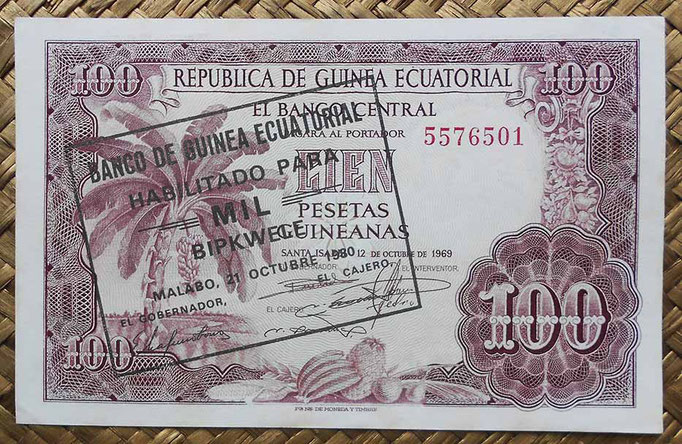 100 100
REPUBLICA DE GUINEA ECUATORIAL
EL BANCO CENTRAL
PAGARA AL PORTADOR
5576501
CIEN
PESETAS
GUINEANAS
SANTA ISABEL 12 DE OCTUBRE DE 1969
GOBERNADOR, EL INTERVENTOR,
EL CAJERO,
BANCO DE GUINEA ECUATORIAL
HABILITADO PARA
MIL
BIPKWELE
MALABO, 21 OCTUBRE 1980
EL GOBERNADOR, EL CAJERO,
100 100